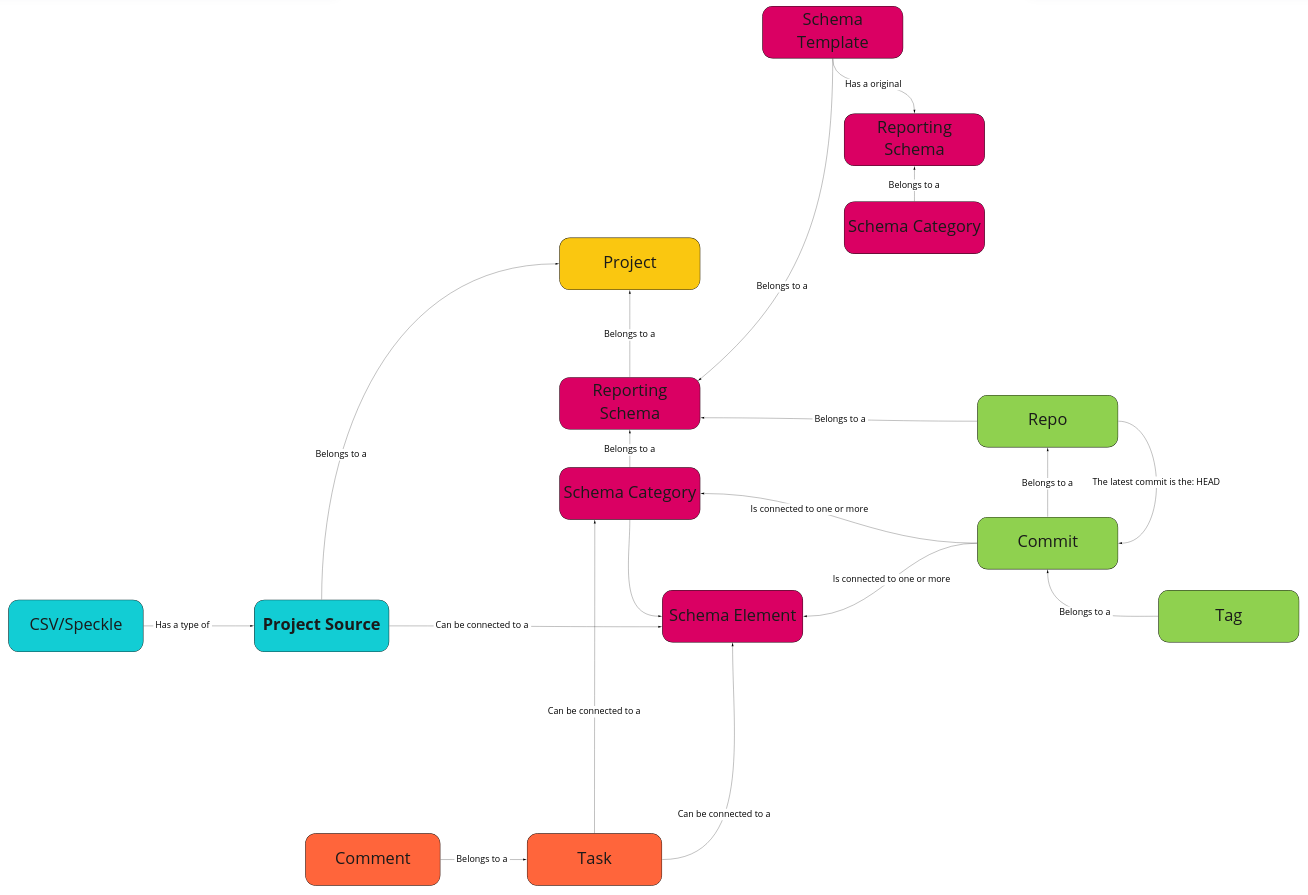 Schema
Template
Has a original
Reporting
Schema
Belongs to a
Schema Category
Project
Belongs to a
Belongs to a
Reporting
Schema
Belongs to a
Repo
Belongs to a
Belongs to a
Belongs to a
The latest commit is the: HEAD
Schema Category
Is connected to one or more
Commit
Is connected to one or more
CSV/Speckle
Has a type of
Project Source
Can be connected to a
Schema Element
Belongs to a
Tag
Can be connected to a
Can be connected to a
Comment
Belongs to a
Task